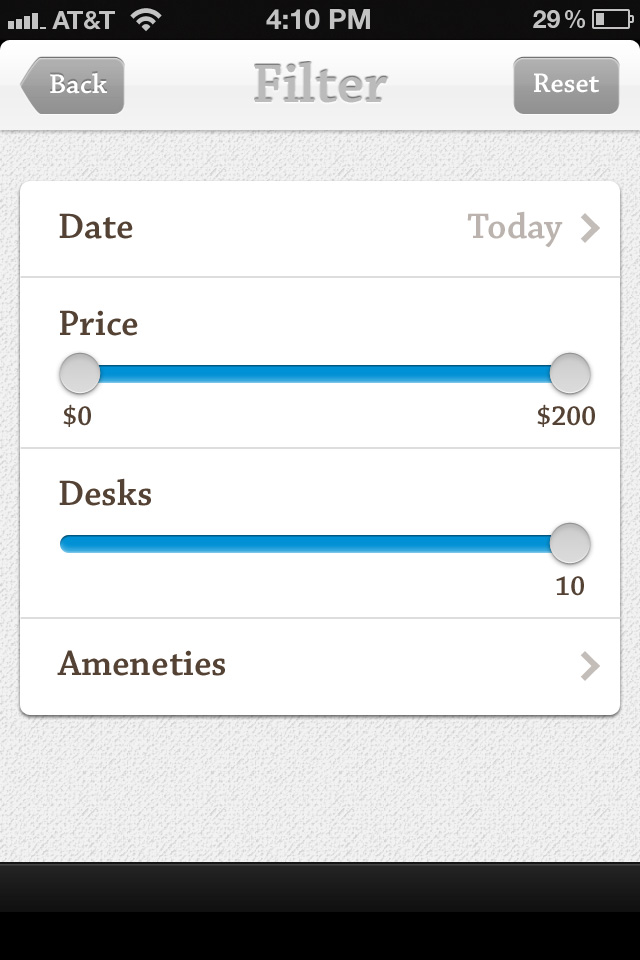 AT&T 4:10 PM 29%
Back Filter Reset
Date Today
Price
$0 $200
Desks
10
Ameneties